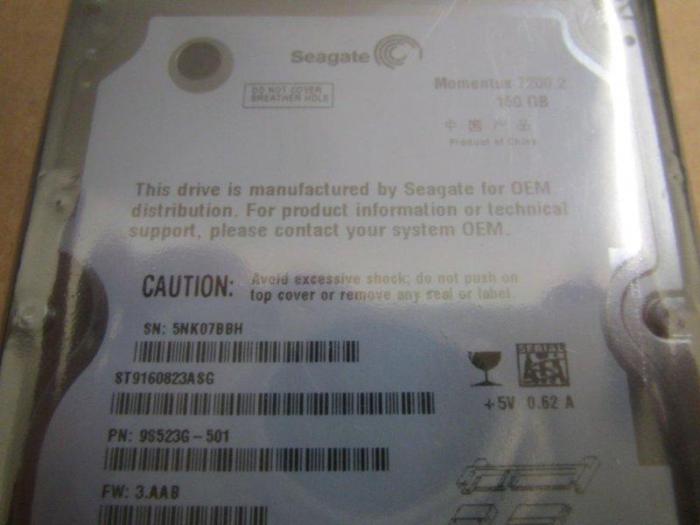 Seagate
DO NOT COVER
BREATHER HOLE
Momentus 7200.2
160 GB
中国产品
Product of China
This drive is manufactured by Seagate for OEM
distribution. For product information or technical
support, please contact your system OEM.
CAUTION: Avoid excessive shock; do not push on
top cover or remove any seal or label.
SN: 5NK07BBH
ST9160823ASG
SERIAL
ATA
+5V 0.62 A
PN: 9S523G-501
FW: 3.AAB